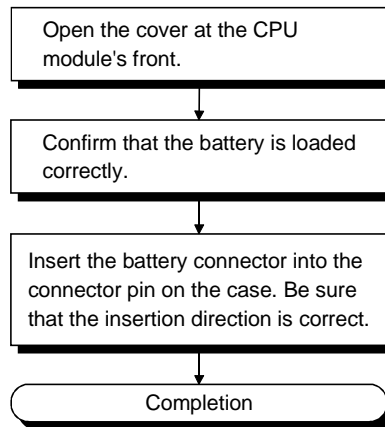 Open the cover at the CPU
module's front.
Confirm that the battery is loaded
correctly.
Insert the battery connector into the
connector pin on the case. Be sure
that the insertion direction is correct.
Completion